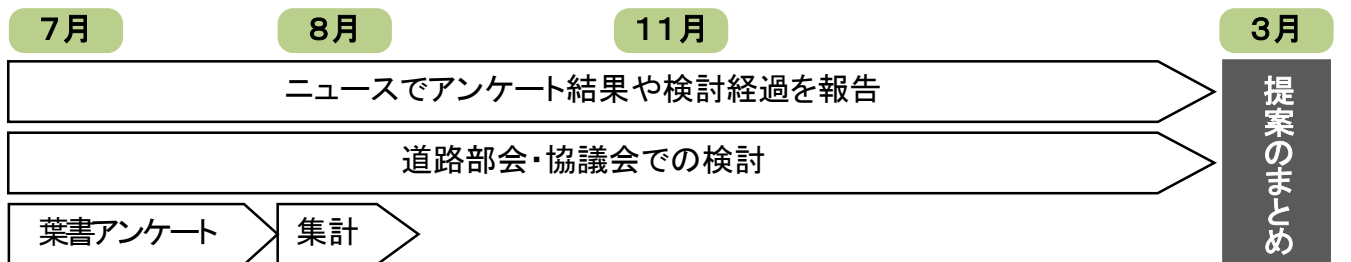 7月
8月
11月
3月
ニュースでアンケート結果や検討経過を報告
道路部会・協議会での検討
葉書アンケート
集計
提案のまとめ